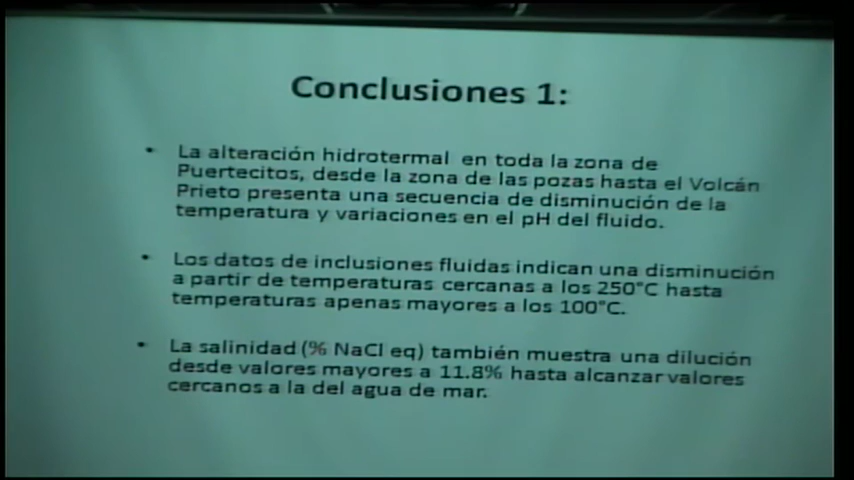 Conclusiones 1:
• La alteración hidrotermal en toda la zona de
Puertecitos, desde la zona de las pozas hasta el Volcán
Prieto presenta una secuencia de disminución de la
temperatura y variaciones en el pH del fluido.
• Los datos de inclusiones fluidas indican una disminución
a partir de temperaturas cercanas a los 250°C hasta
temperaturas apenas mayores a los 100°C.
• La salinidad (% NaCl eq) también muestra una dilución
desde valores mayores a 11.8% hasta alcanzar valores
cercanos a la del agua de mar.